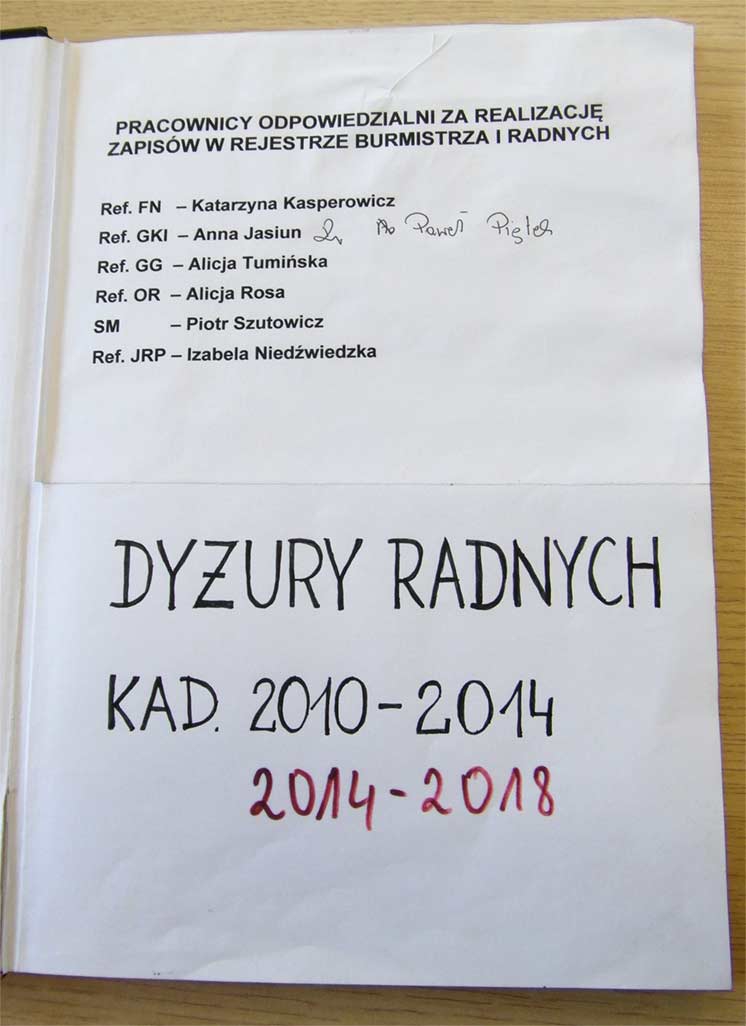 PRACOWNICY ODPOWIEDZIALNI ZA REALIZACJĘ
ZAPISÓW W REJESTRZE BURMISTRZA I RADNYCH
Ref. FN – Katarzyna Kasperowicz
Ref. GKI – Anna Jasiun Paweł
Ref. GG – Alicja Tumińska
Ref. OR – Alicja Rosa
SM – Piotr Szutowicz
Ref. JRP – Izabela Niedźwiedzka
DYŻURY RADNYCH
KAD. 2010-2014
2014-2018